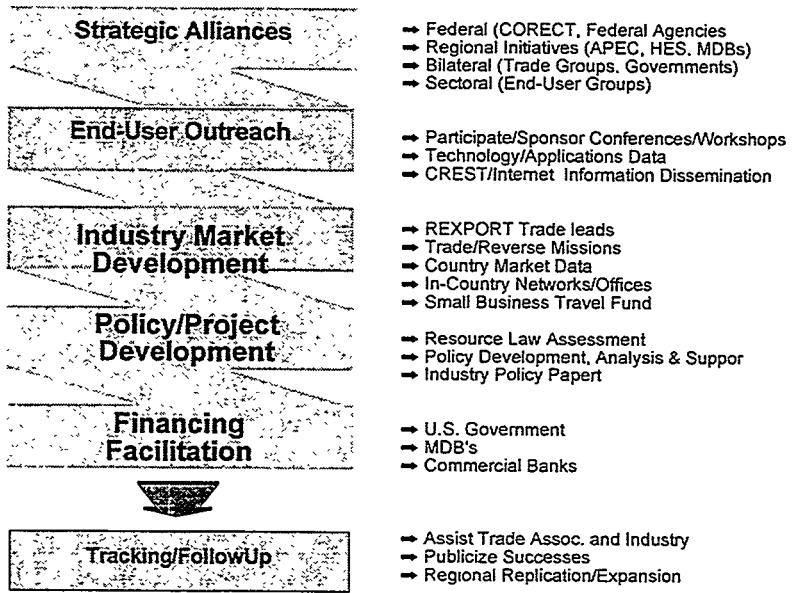 Strategic Alliances
➡ Federal (CORECT, Federal Agencies
➡ Regional Initiatives (APEC, HES, MDBs)
➡ Bilateral (Trade Groups, Governments)
➡ Sectoral (End-User Groups)
End-User Outreach
➡ Participate/Sponsor Conferences/Workshops
➡ Technology/Applications Data
➡ CREST/Internet Information Dissemination
Industry Market
Development
➡ REXPORT Trade leads
➡ Trade/Reverse Missions
➡ Country Market Data
➡ In-Country Networks/Offices
➡ Small Business Travel Fund
Policy/Project
Development
➡ Resource Law Assessment
➡ Policy Development, Analysis & Suppor
➡ Industry Policy Papert
Financing
Facilitation
➡ U.S. Government
➡ MDB's
➡ Commercial Banks
Tracking/FollowUp
➡ Assist Trade Assoc. and Industry
➡ Publicize Successes
➡ Regional Replication/Expansion